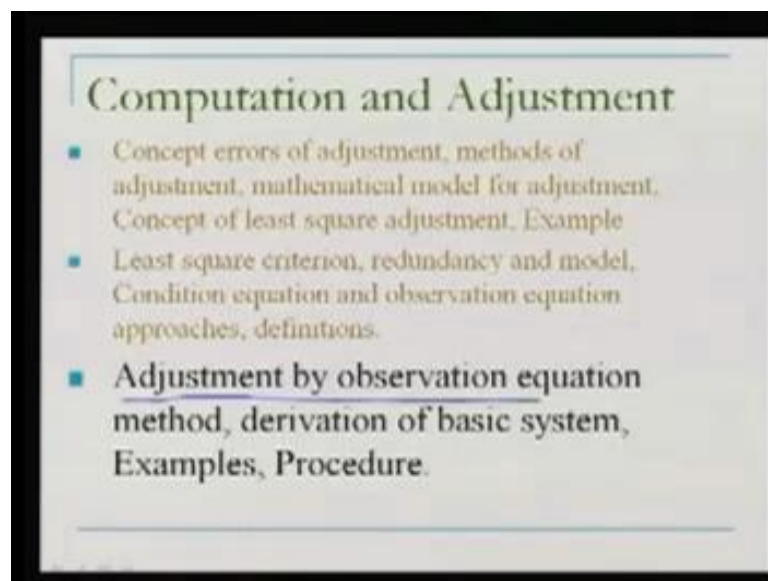 Computation and Adjustment
Concept errors of adjustment, methods of
adjustment, mathematical model for adjustment,
Concept of least square adjustment, Example
Least square criterion, redundancy and model,
Condition equation and observation equation
approaches, definitions.
Adjustment by observation equation
method, derivation of basic system,
Examples, Procedure.